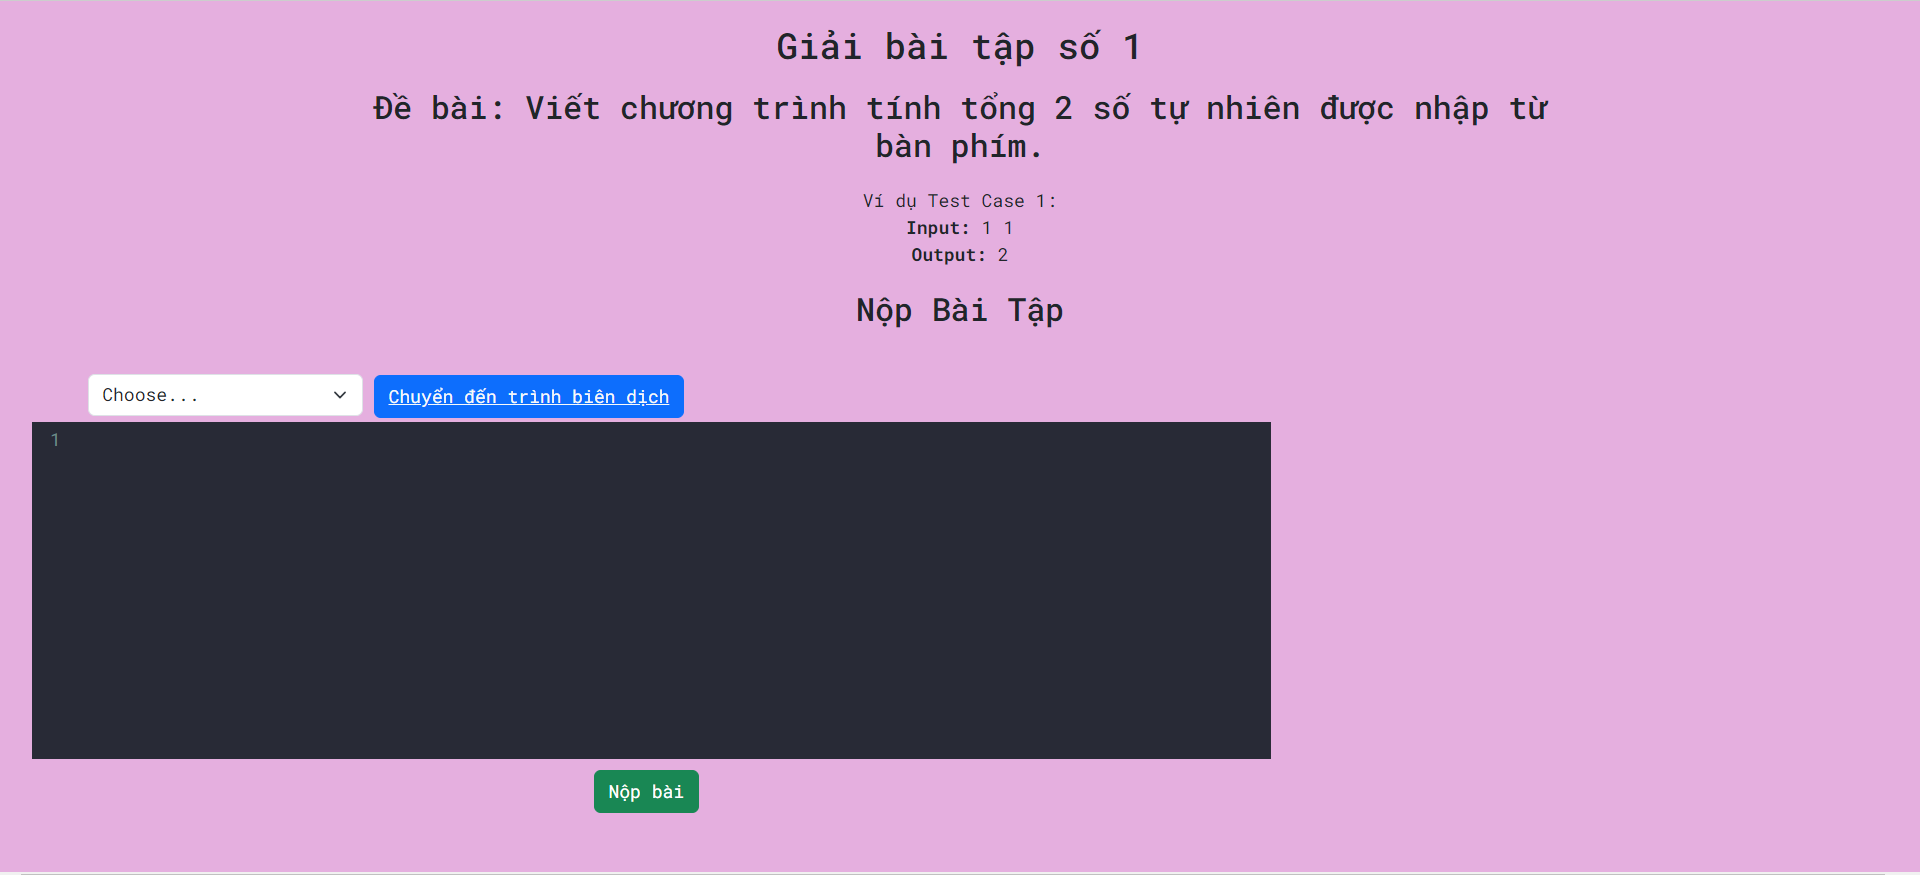 Giải bài tập số 1
Đề bài: Viết chương trình tính tổng 2 số tự nhiên được nhập từ
bàn phím.
Ví dụ Test Case 1:
Input: 1 1
Output: 2
Nộp Bài Tập
Choose...
Chuyển đến trình biên dịch
1
Nộp bài